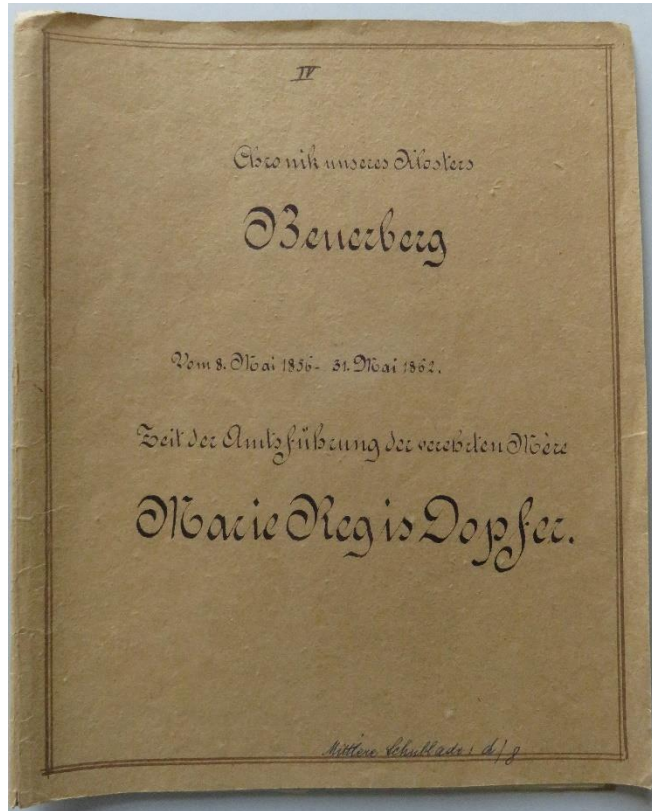 IV
Chronik unseres Klosters
Beuerberg
Vom 8. Mai 1856 - 31. Mai 1862.
Zeit der Amtsführung der verehrten Mère
Marie Regis Dopfer.
Mittlere Schublade: d/8